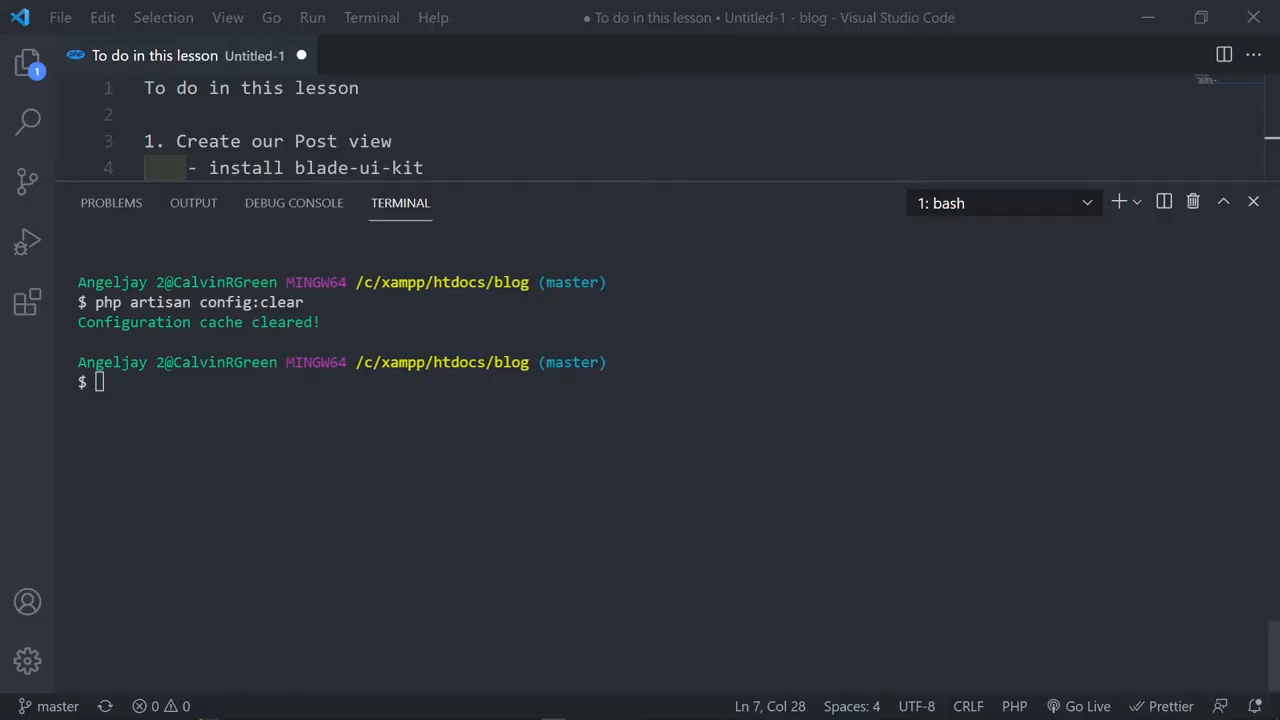 File Edit Selection View Go Run Terminal Help
● To do in this lesson • Untitled-1 - blog - Visual Studio Code
1
php To do in this lesson Untitled-1 ●
1 To do in this lesson
2
3 1. Create our Post view
4 - install blade-ui-kit
PROBLEMS OUTPUT DEBUG CONSOLE TERMINAL
1: bash
Angeljay 2@CalvinRGreen MINGW64 /c/xampp/htdocs/blog (master)
$ php artisan config:clear
Configuration cache cleared!
Angeljay 2@CalvinRGreen MINGW64 /c/xampp/htdocs/blog (master)
$
master 0 0 Ln 7, Col 28 Spaces: 4 UTF-8 CRLF PHP Go Live Prettier